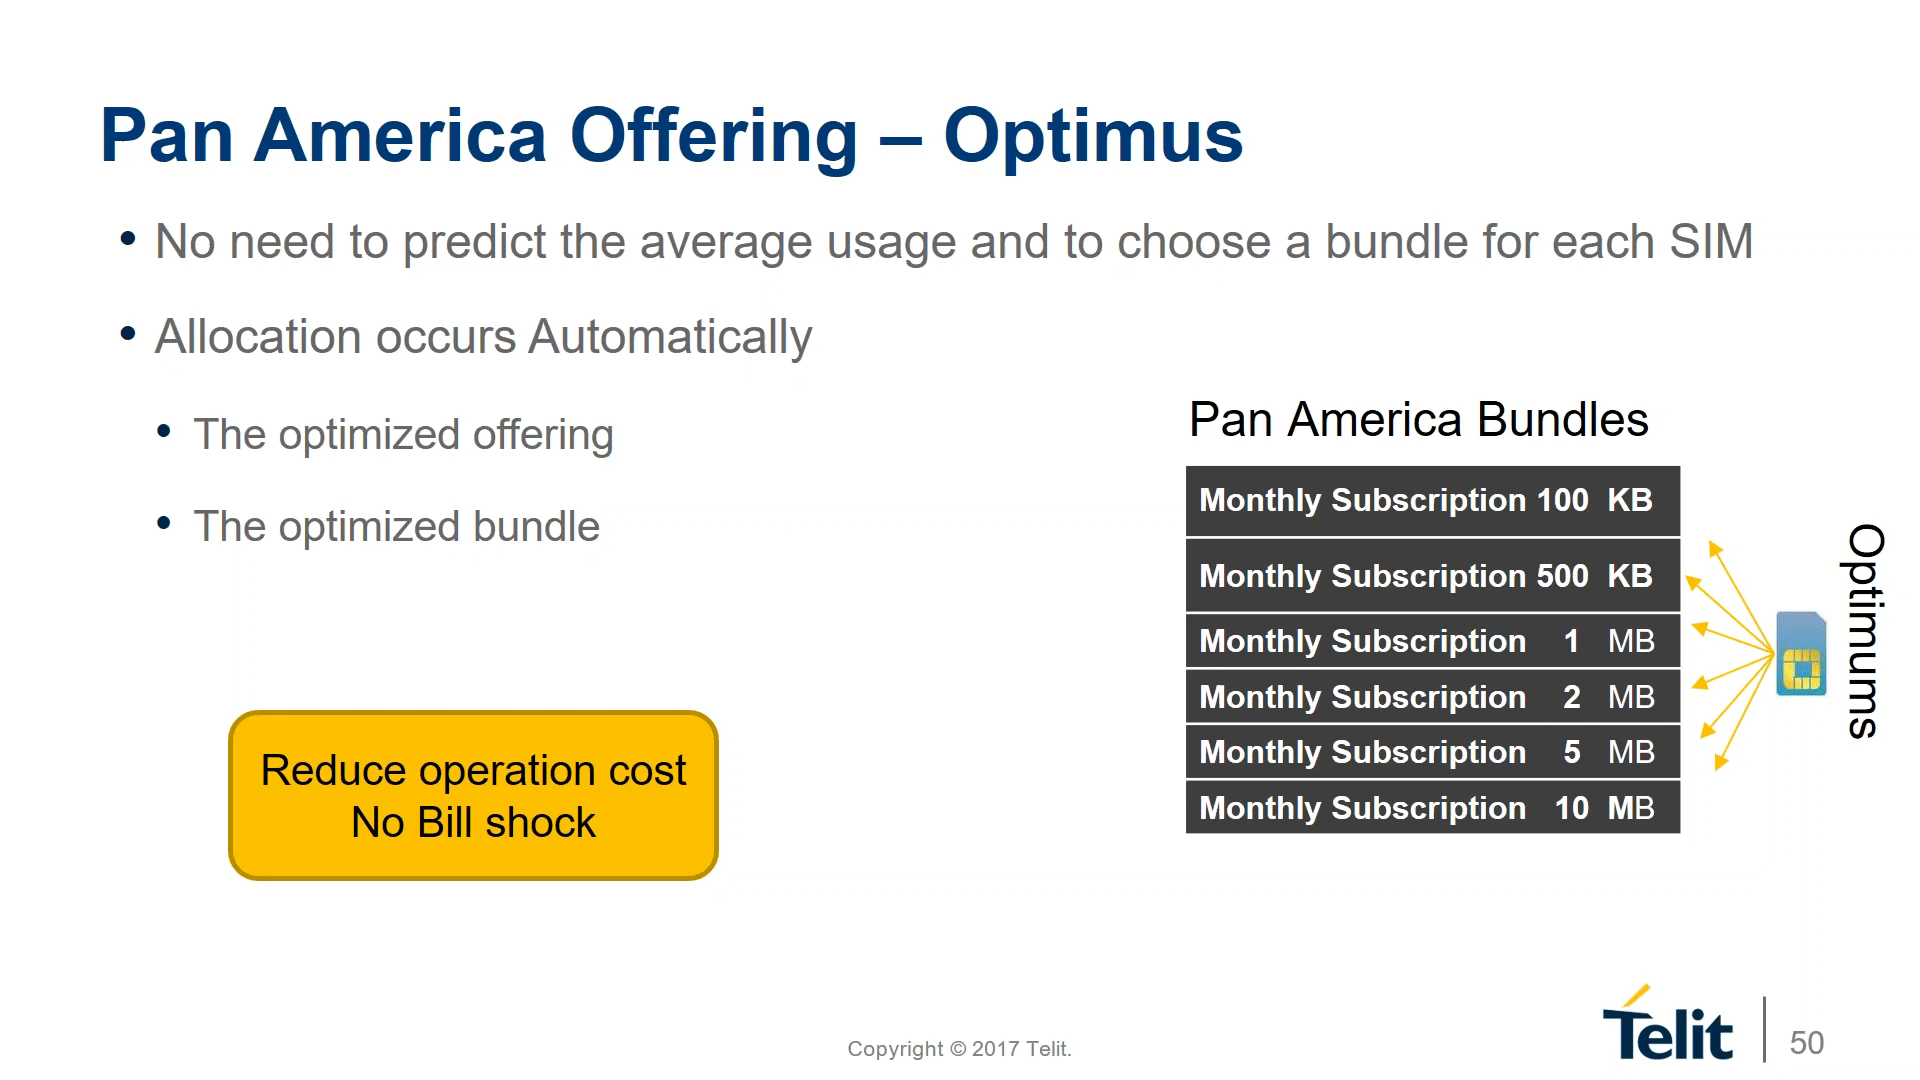 Pan America Offering – Optimus
• No need to predict the average usage and to choose a bundle for each SIM
• Allocation occurs Automatically
• The optimized offering
• The optimized bundle
Reduce operation cost
No Bill shock
Pan America Bundles
Monthly Subscription 100 KB
Monthly Subscription 500 KB
Monthly Subscription 1 MB
Monthly Subscription 2 MB
Monthly Subscription 5 MB
Monthly Subscription 10 MB
Optimums
Copyright © 2017 Telit.
Telit
50